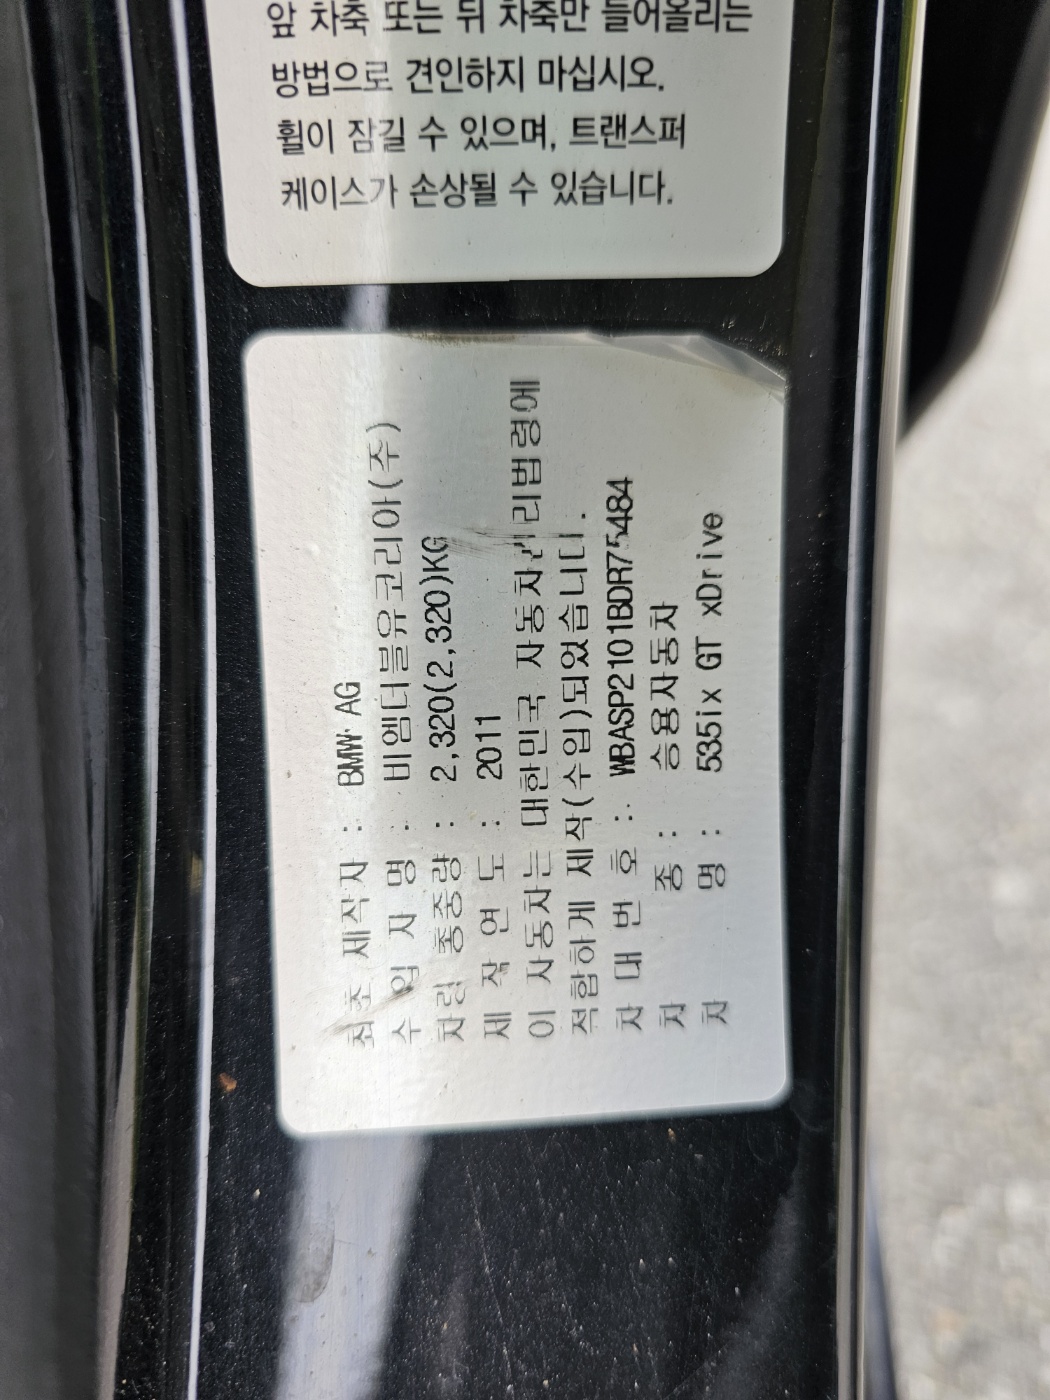 앞 차축 또는 뒤 차축만 들어올리는
방법으로 견인하지 마십시오.
휠이 잠길 수 있으며, 트랜스퍼
케이스가 손상될 수 있습니다.
최초 제작자 : BMW AG
수 입 자 명 : 비엠더블유코리아(주)
차량 총중량 : 2,320(2,320)KG
제 작 연 도 : 2011
이 자동차는 대한민국 자동차관리법령에
적합하게 제작(수입)되었습니다.
차 대 번 호 : WBASP2101BDR75484
차 종 : 승용자동차
차 명 : 535ix GT xDrive